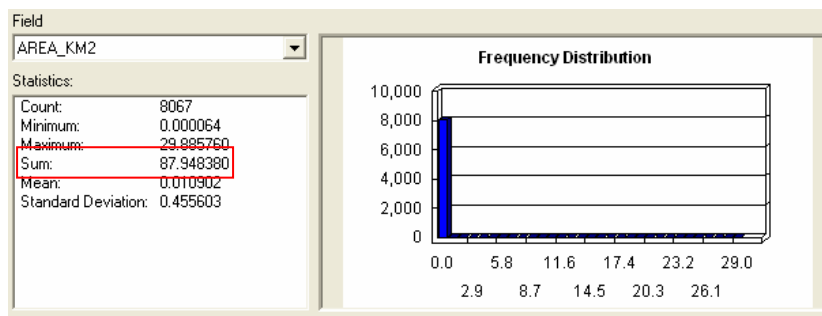 Field
AREA_KM2
Statistics:
Count: 8067
Minimum: 0.000064
Maximum: 29.885760
Sum: 87.948380
Mean: 0.010902
Standard Deviation: 0.455603
Frequency Distribution
10,000
8,000
6,000
4,000
2,000
0
0.0 5.8 11.6 17.4 23.2 29.0
2.9 8.7 14.5 20.3 26.1